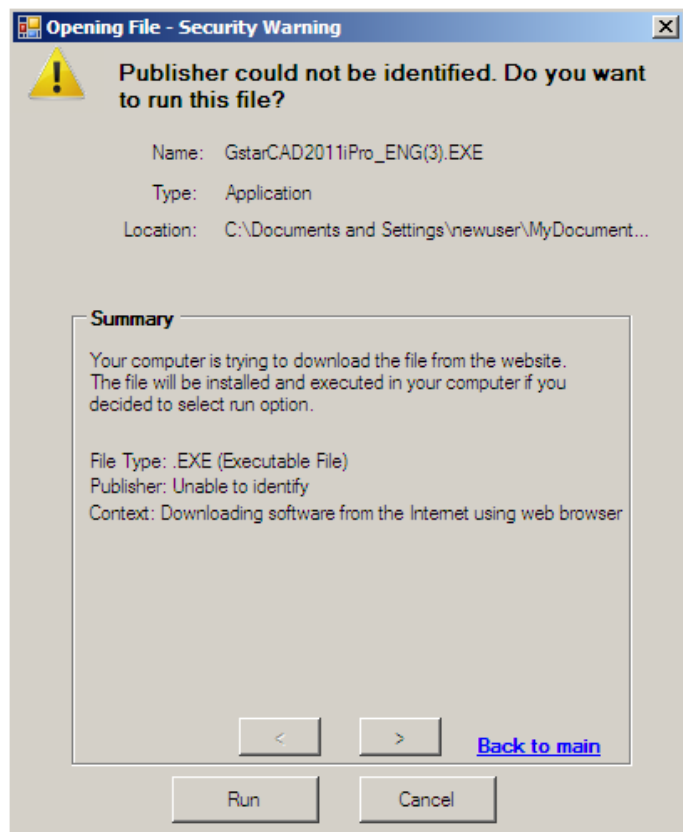 Opening File - Security Warning
Publisher could not be identified. Do you want
to run this file?
Name: GstarCAD2011iPro_ENG(3).EXE
Type: Application
Location: C:\Documents and Settings\newuser\MyDocument...
Summary
Your computer is trying to download the file from the website.
The file will be installed and executed in your computer if you
decided to select run option.
File Type: .EXE (Executable File)
Publisher: Unable to identify
Context: Downloading software from the Internet using web browser
< > Back to main
Run Cancel